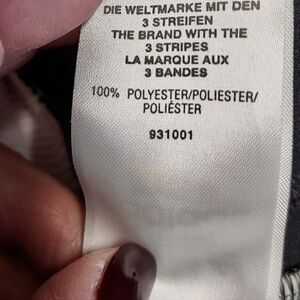 DIE WELTMARKE MIT DEN
3 STREIFEN
THE BRAND WITH THE
3 STRIPES
LA MARQUE AUX
3 BANDES
100% POLYESTER/POLIESTER/
POLIÉSTER
931001